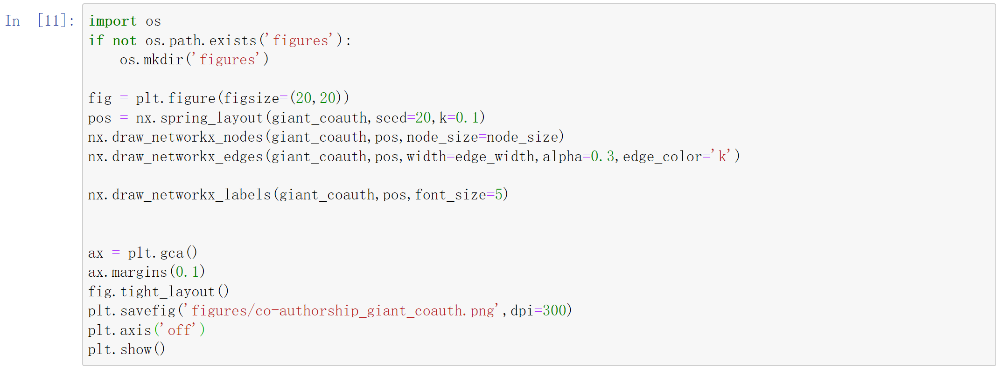 In [11]: import os
if not os.path.exists('figures'):
    os.mkdir('figures')

fig = plt.figure(figsize=(20,20))
pos = nx.spring_layout(giant_coauth,seed=20,k=0.1)
nx.draw_networkx_nodes(giant_coauth,pos,node_size=node_size)
nx.draw_networkx_edges(giant_coauth,pos,width=edge_width,alpha=0.3,edge_color='k')

nx.draw_networkx_labels(giant_coauth,pos,font_size=5)


ax = plt.gca()
ax.margins(0.1)
fig.tight_layout()
plt.savefig('figures/co-authorship_giant_coauth.png',dpi=300)
plt.axis('off')
plt.show()